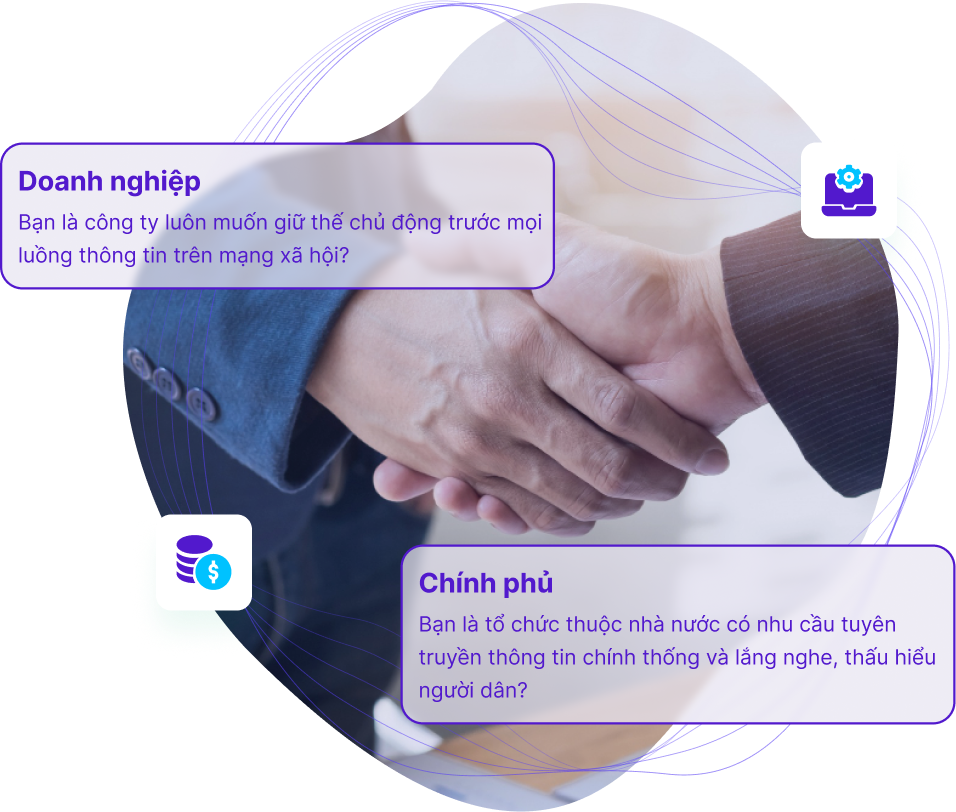 Doanh nghiệp
Bạn là công ty luôn muốn giữ thế chủ động trước mọi
luồng thông tin trên mạng xã hội?
$
Chính phủ
Bạn là tổ chức thuộc nhà nước có nhu cầu tuyên
truyền thông tin chính thống và lắng nghe, thấu hiểu
người dân?